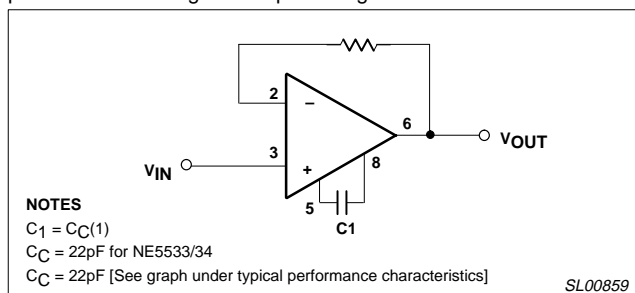 2
–
6
VOUT
3
VIN
+
8
5
C1
NOTES
C1 = CC(1)
CC = 22pF for NE5533/34
CC = 22pF [See graph under typical performance characteristics]
SL00859